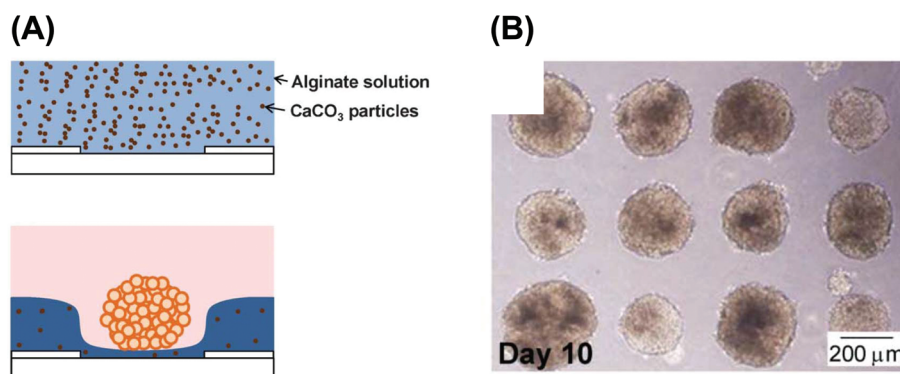 (A)
(B)
Alginate solution
CaCO₃ particles
Day 10
200 μm